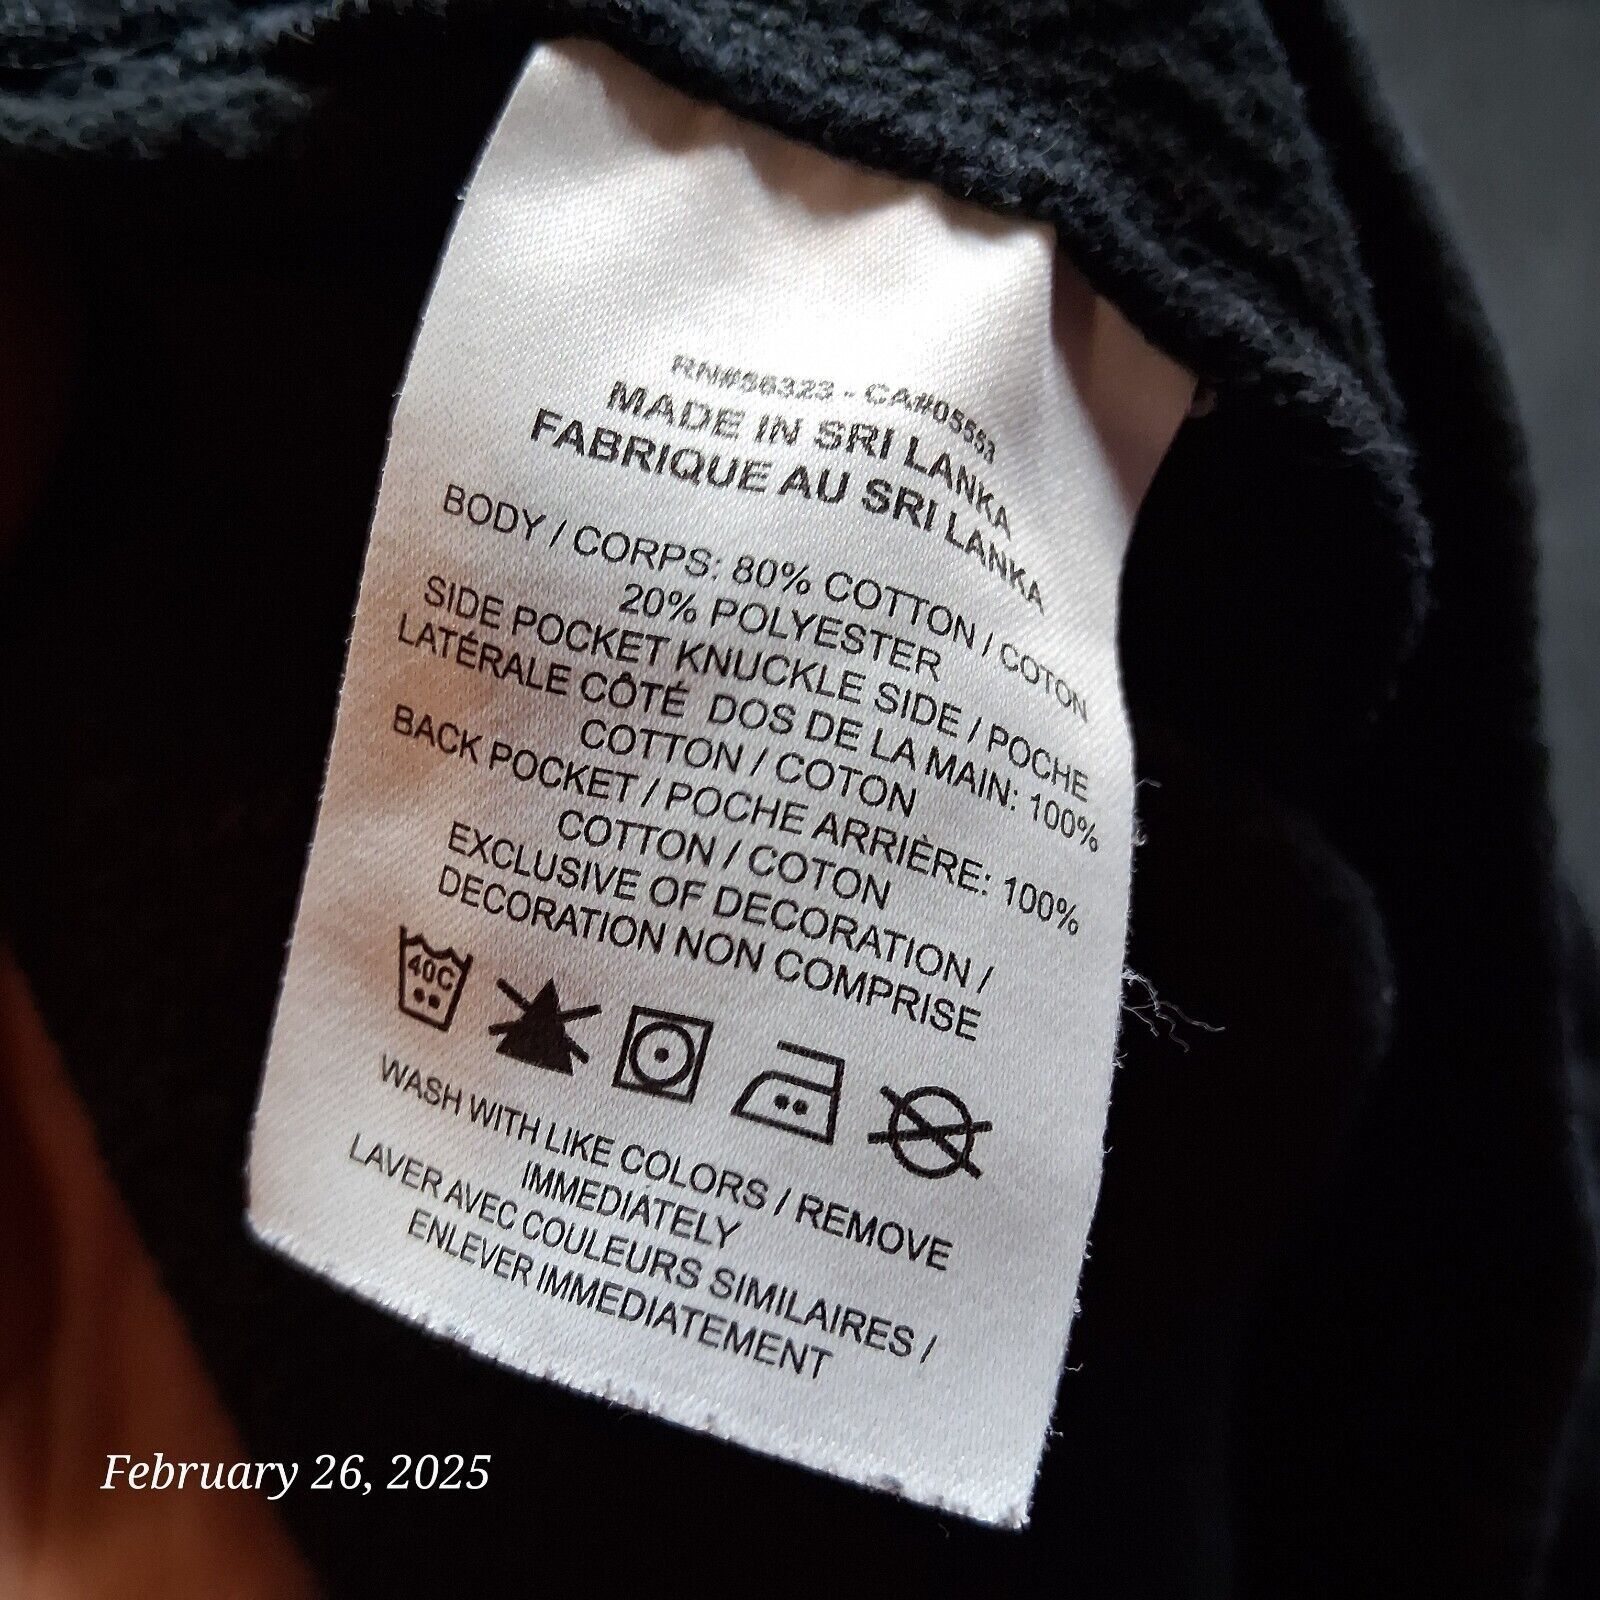 RN#56323 - CA#05553
MADE IN SRI LANKA
FABRIQUE AU SRI LANKA
BODY / CORPS: 80% COTTON / COTON
20% POLYESTER
SIDE POCKET KNUCKLE SIDE / POCHE
LATÉRALE CÔTÉ DOS DE LA MAIN: 100%
COTTON / COTON
BACK POCKET / POCHE ARRIÈRE: 100%
COTTON / COTON
EXCLUSIVE OF DECORATION /
DECORATION NON COMPRISE
40C
WASH WITH LIKE COLORS / REMOVE
IMMEDIATELY
LAVER AVEC COULEURS SIMILAIRES /
ENLEVER IMMEDIATEMENT
February 26, 2025